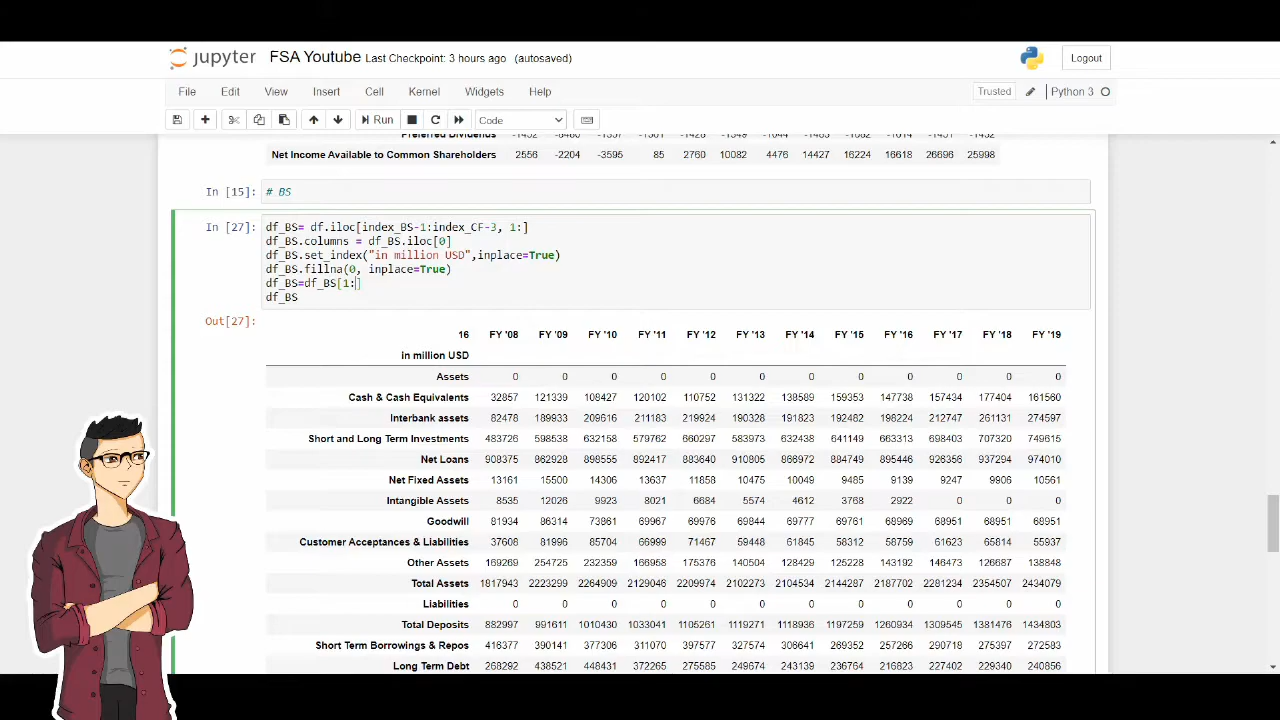 jupyter FSA Youtube Last Checkpoint: 3 hours ago (autosaved) Logout
File Edit View Insert Cell Kernel Widgets Help Trusted Python 3
Run Code
Net Income Available to Common Shareholders 2556 -2204 -3595 85 2760 10082 4476 14427 16224 16618 26696 25998
In [15]: # BS
In [27]: df_BS= df.iloc[index_BS-1:index_CF-3, 1:]
df_BS.columns = df_BS.iloc[0]
df_BS.set_index("in million USD",inplace=True)
df_BS.fillna(0, inplace=True)
df_BS=df_BS[1:]
df_BS
Out[27]:
16 FY '08 FY '09 FY '10 FY '11 FY '12 FY '13 FY '14 FY '15 FY '16 FY '17 FY '18 FY '19
in million USD
Assets 0 0 0 0 0 0 0 0 0 0 0 0
Cash & Cash Equivalents 32857 121339 108427 120102 110752 131322 138589 159353 147738 157434 177404 161560
Interbank assets 82478 189933 209616 211183 219924 190328 191823 192482 198224 212747 261131 274597
Short and Long Term Investments 483726 598538 632158 579762 660297 583973 632438 641149 663313 698403 707320 749615
Net Loans 908375 862928 898555 892417 883640 910805 866972 884749 895446 926356 937294 974010
Net Fixed Assets 13161 15500 14306 13637 11858 10475 10049 9485 9139 9247 9906 10561
Intangible Assets 8535 12026 9923 8021 6684 5574 4612 3768 2922 0 0 0
Goodwill 81934 86314 73861 69967 69976 69844 69777 69761 68969 68951 68951 68951
Customer Acceptances & Liabilities 37608 81996 85704 66999 71467 59448 61845 58312 58759 61623 65814 55937
Other Assets 169269 254725 232359 166958 175376 140504 128429 125228 143192 146473 126687 138848
Total Assets 1817943 2223299 2264909 2129046 2209974 2102273 2104534 2144287 2187702 2281234 2354507 2434079
Liabilities 0 0 0 0 0 0 0 0 0 0 0 0
Total Deposits 882997 991611 1010430 1033041 1105261 1119271 1118936 1197259 1260934 1309545 1381476 1434803
Short Term Borrowings & Repos 416377 390141 377306 311070 397577 327574 306641 269352 257266 290718 275397 272583
Long Term Debt 268292 448431 372265 275585 249674 236764 216823 227402 229340 240856